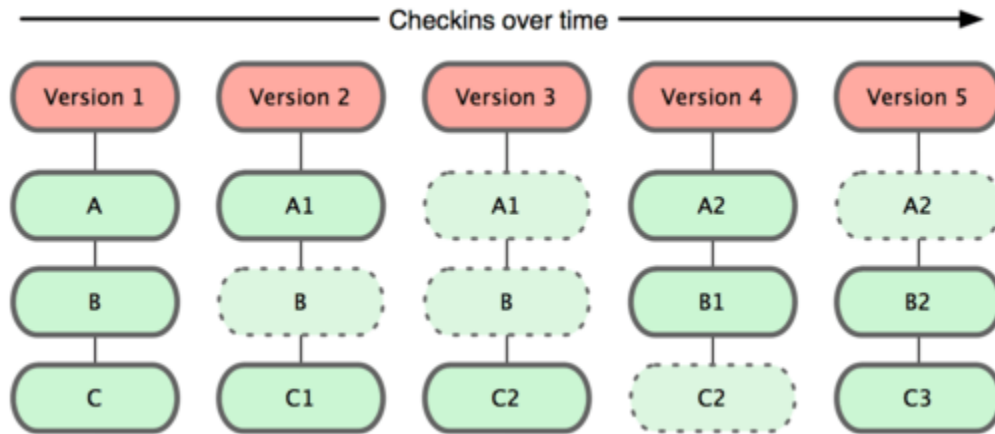 Checkins over time
Version 1 Version 2 Version 3 Version 4 Version 5
A A1 A1 A2 A2
B B B B1 B2
C C1 C2 C2 C3